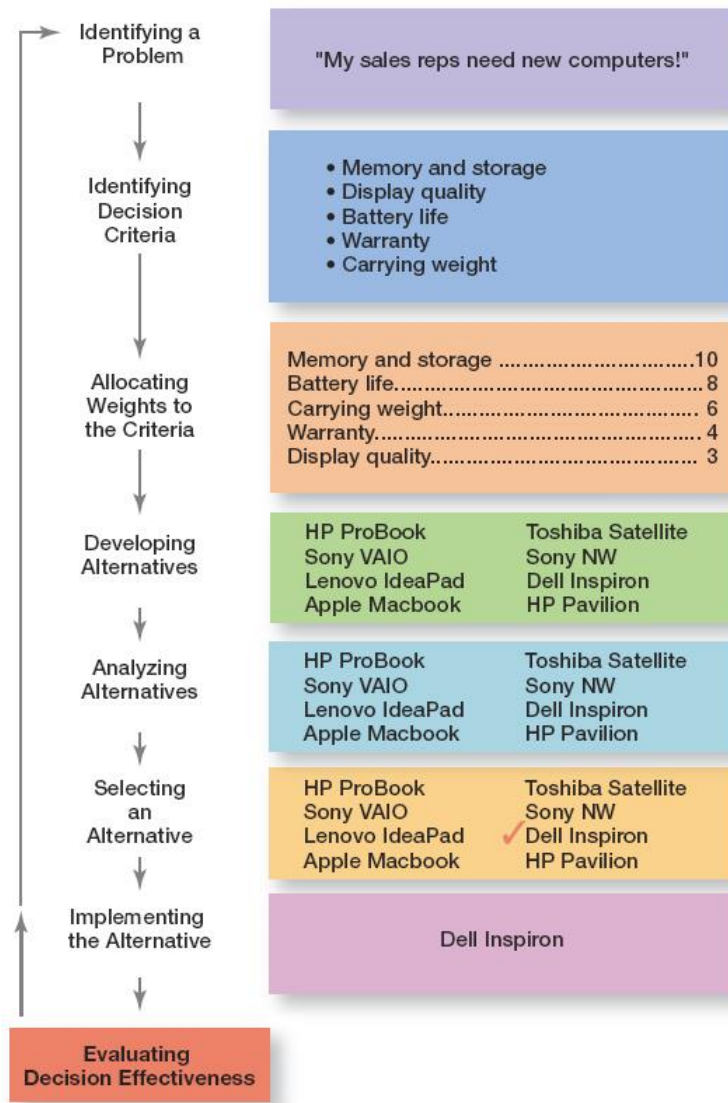 Identifying a
Problem
"My sales reps need new computers!"
Identifying
Decision
Criteria
• Memory and storage
• Display quality
• Battery life
• Warranty
• Carrying weight
Allocating
Weights to
the Criteria
Memory and storage ................................ 10
Battery life................................................ 8
Carrying weight........................................ 6
Warranty.................................................. 4
Display quality.......................................... 3
Developing
Alternatives
HP ProBook
Sony VAIO
Lenovo IdeaPad
Apple Macbook
Toshiba Satellite
Sony NW
Dell Inspiron
HP Pavilion
Analyzing
Alternatives
HP ProBook
Sony VAIO
Lenovo IdeaPad
Apple Macbook
Toshiba Satellite
Sony NW
Dell Inspiron
HP Pavilion
Selecting
an
Alternative
HP ProBook
Sony VAIO
Lenovo IdeaPad
Apple Macbook
Toshiba Satellite
Sony NW
✓ Dell Inspiron
HP Pavilion
Implementing
the Alternative
Dell Inspiron
Evaluating
Decision Effectiveness